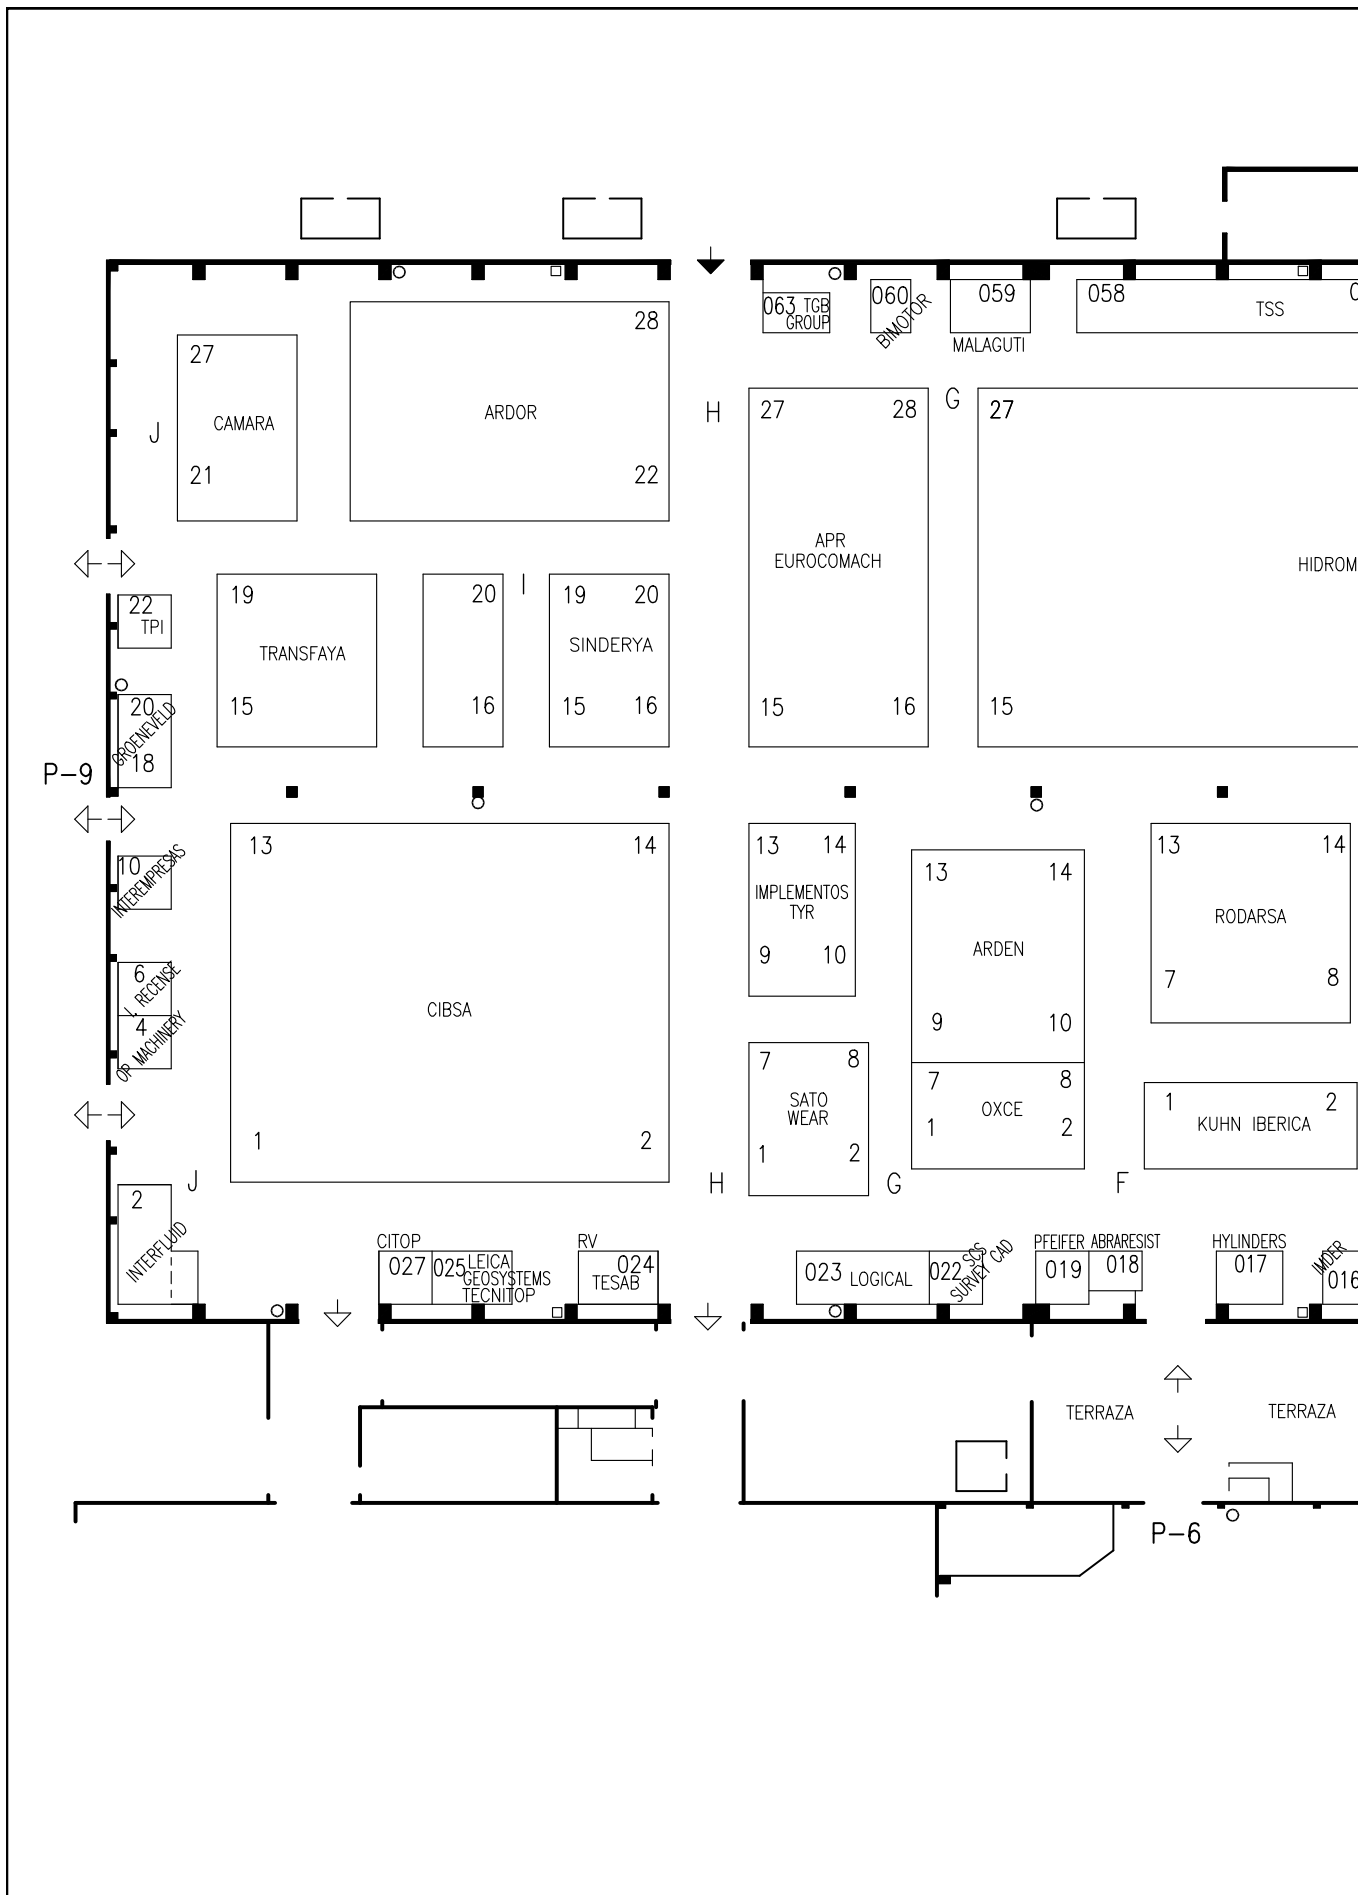 063 TGB
GROUP
060
BIMOTOR
059
MALAGUTI
058
TSS
0
28
ARDOR
22
27
CAMARA
21
J
H
27
28
APR
EUROCOMACH
15
16
G
27
HIDROM
15
22
TPI
19
TRANSFAYA
15
20
16
I
19
20
SINDERYA
15
16
20
GROENEVELD
18
P-9
10
INTEREMPRESAS
6
L. RECENSE
4
OP MACHINERY
13
14
CIBSA
1
2
13
14
IMPLEMENTOS
TYR
9
10
13
14
ARDEN
9
10
13
14
RODARSA
7
8
7
8
SATO
WEAR
1
2
7
8
OXCE
1
2
1
2
KUHN IBERICA
J
H
G
F
2
INTERFLUID
CITOP
027
025
LEICA
GEOSYSTEMS
TECNITOP
RV
024
TESAB
023
LOGICAL
022
SCS
SURVEY CAD
PFEIFER
019
ABRARESIST
018
HYLINDERS
017
IMDER
016
TERRAZA
TERRAZA
P-6